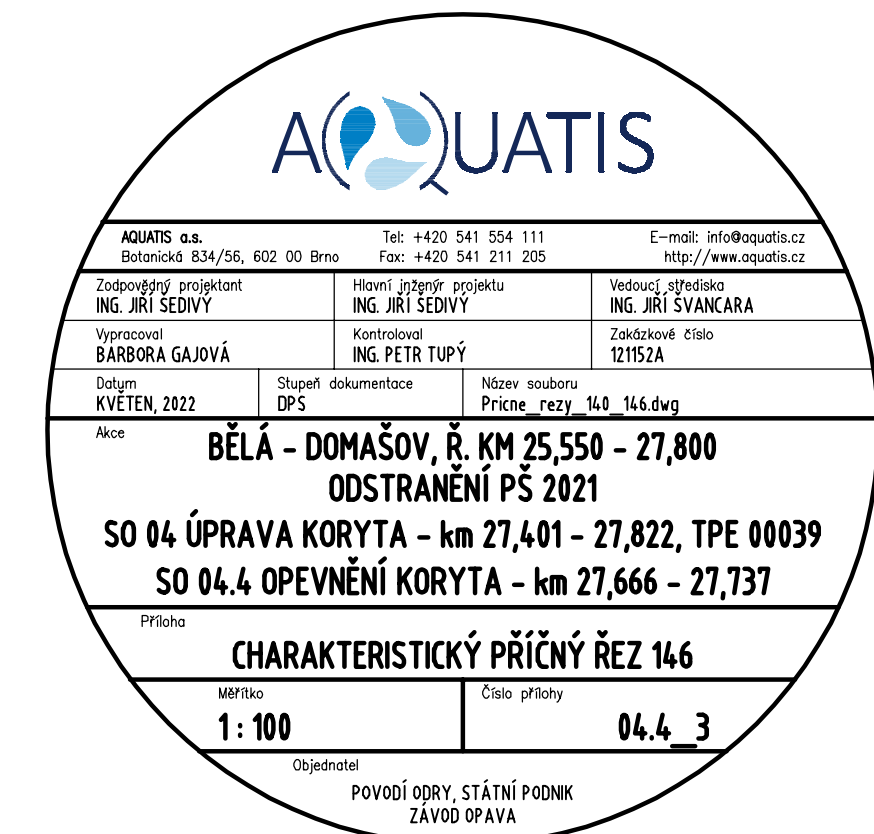 AQUATIS
AQUATIS a.s. Tel: +420 541 554 111 E-mail: info@aquatis.cz
Botanická 834/56, 602 00 Brno Fax: +420 541 211 205 http://www.aquatis.cz
Zodpovědný projektant Hlavní inženýr projektu Vedoucí střediska
ING. JIŘÍ ŠEDIVÝ ING. JIŘÍ ŠEDIVÝ ING. JIŘÍ ŠVANCARA
Vypracoval Kontroloval Zakázkové číslo
BARBORA GAJOVÁ ING. PETR TUPÝ 121152A
Datum Stupeň dokumentace Název souboru
KVĚTEN, 2022 DPS Pricne_rezy_140_146.dwg
Akce
BĚLÁ - DOMAŠOV, Ř. KM 25,550 - 27,800
ODSTRANĚNÍ PŠ 2021
SO 04 ÚPRAVA KORYTA - km 27,401 - 27,822, TPE 00039
SO 04.4 OPEVNĚNÍ KORYTA - km 27,666 - 27,737
Příloha
CHARAKTERISTICKÝ PŘÍČNÝ ŘEZ 146
Měřítko Číslo přílohy
1 : 100 04.4_3
Objednatel
POVODÍ ODRY, STÁTNÍ PODNIK
ZÁVOD OPAVA